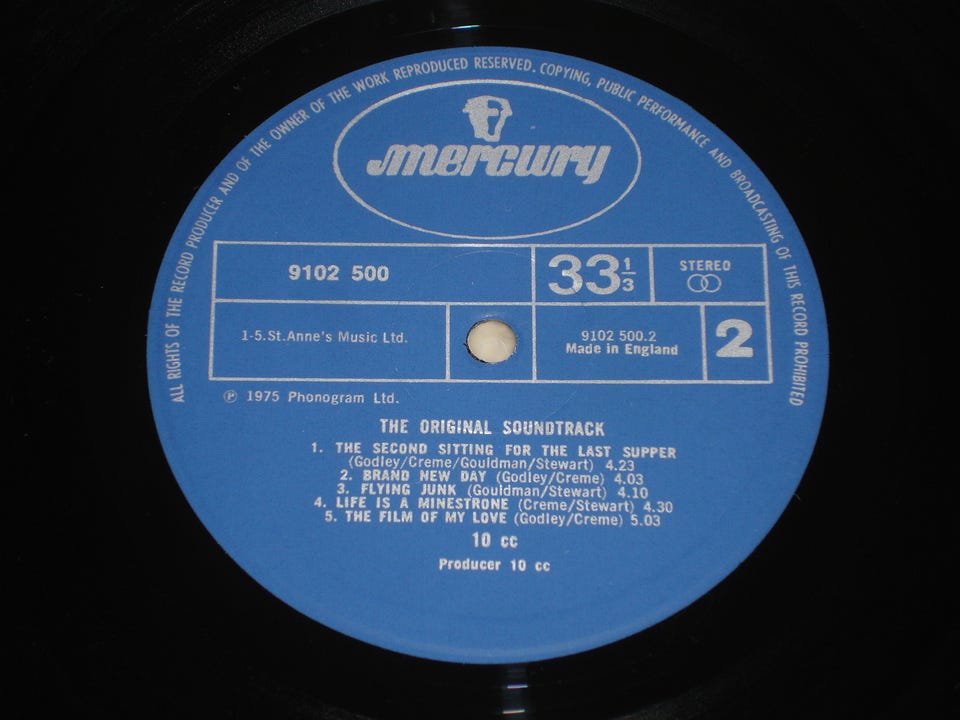 ALL RIGHTS OF THE RECORD PRODUCER AND OF THE OWNER OF THE WORK REPRODUCED RESERVED. COPYING, PUBLIC PERFORMANCE AND BROADCASTING OF THIS RECORD PROHIBITED
mercury
9102 500
33 1/3
STEREO
1-5.St.Anne's Music Ltd.
9102 500.2
Made in England
2
℗ 1975 Phonogram Ltd.
THE ORIGINAL SOUNDTRACK
1. THE SECOND SITTING FOR THE LAST SUPPER
(Godley/Creme/Gouldman/Stewart) 4.23
2. BRAND NEW DAY (Godley/Creme) 4.03
3. FLYING JUNK (Gouldman/Stewart) 4.10
4. LIFE IS A MINESTRONE (Creme/Stewart) 4.30
5. THE FILM OF MY LOVE (Godley/Creme) 5.03
10 cc
Producer 10 cc